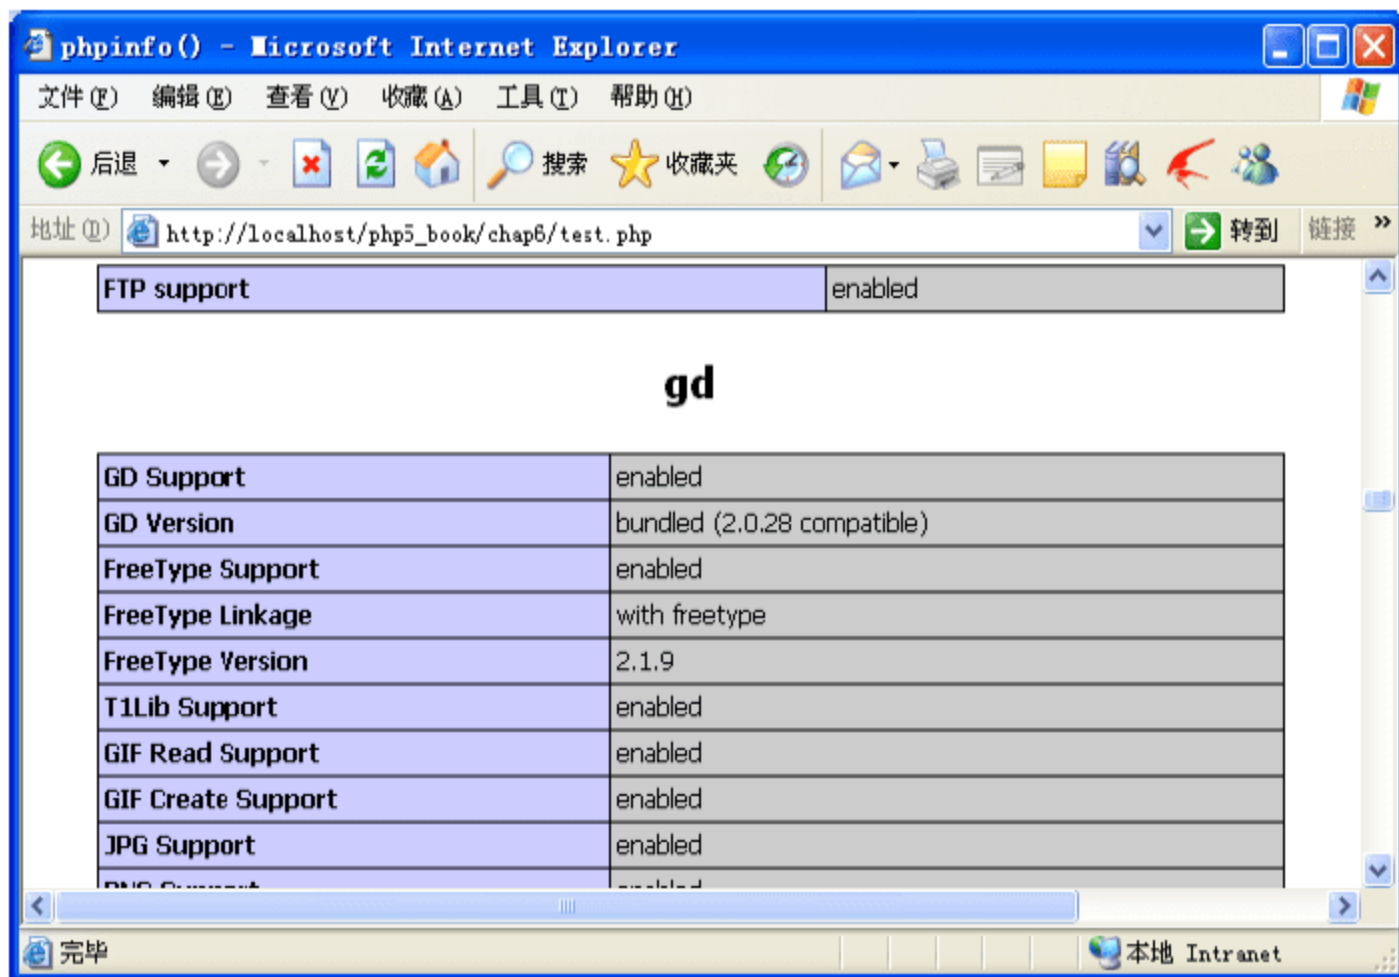 phpinfo() - Microsoft Internet Explorer
文件(F) 编辑(E) 查看(V) 收藏(A) 工具(T) 帮助(H)
后退 搜索 收藏夹
地址(D) http://localhost/php5_book/chap6/test.php 转到 链接 »
FTP support enabled
gd
GD Support enabled
GD Version bundled (2.0.28 compatible)
FreeType Support enabled
FreeType Linkage with freetype
FreeType Version 2.1.9
T1Lib Support enabled
GIF Read Support enabled
GIF Create Support enabled
JPG Support enabled
PNG Support enabled
完毕 本地 Intranet